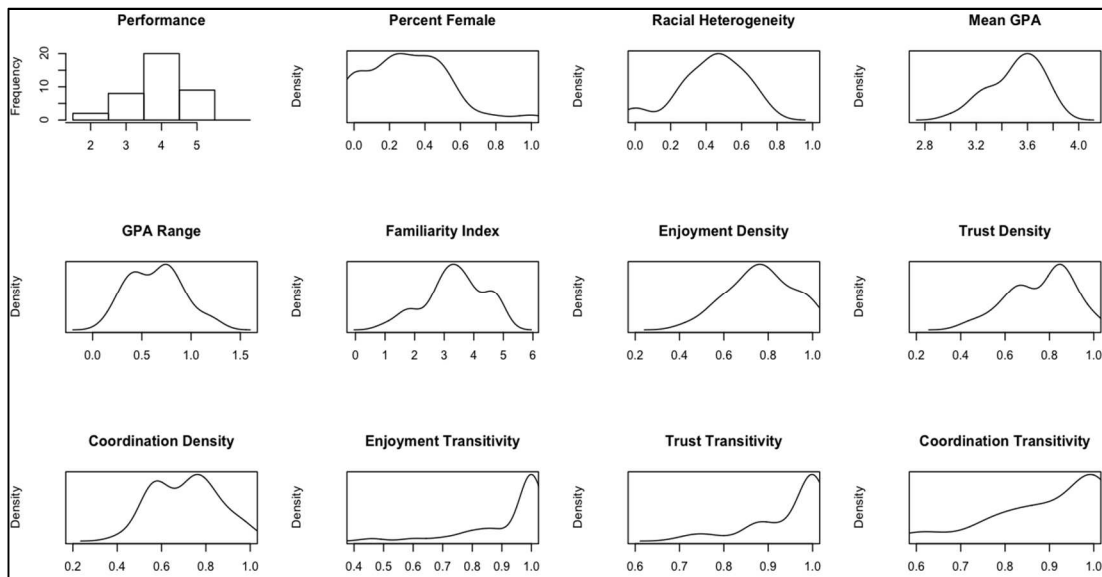 Performance
Percent Female
Racial Heterogeneity
Mean GPA
Frequency
0 10 20
2 3 4 5
Density
0.0 0.2 0.4 0.6 0.8 1.0
Density
0.0 0.2 0.4 0.6 0.8 1.0
Density
2.8 3.2 3.6 4.0
GPA Range
Familiarity Index
Enjoyment Density
Trust Density
Density
0.0 0.5 1.0 1.5
Density
0 1 2 3 4 5 6
Density
0.2 0.4 0.6 0.8 1.0
Density
0.2 0.4 0.6 0.8 1.0
Coordination Density
Enjoyment Transitivity
Trust Transitivity
Coordination Transitivity
Density
0.2 0.4 0.6 0.8 1.0
Density
0.4 0.5 0.6 0.7 0.8 0.9 1.0
Density
0.6 0.7 0.8 0.9 1.0
Density
0.6 0.7 0.8 0.9 1.0